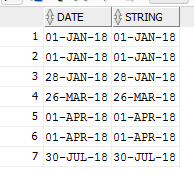 DATE STRING
1 01-JAN-18 01-JAN-18
2 01-JAN-18 01-JAN-18
3 28-JAN-18 28-JAN-18
4 26-MAR-18 26-MAR-18
5 01-APR-18 01-APR-18
6 01-APR-18 01-APR-18
7 30-JUL-18 30-JUL-18